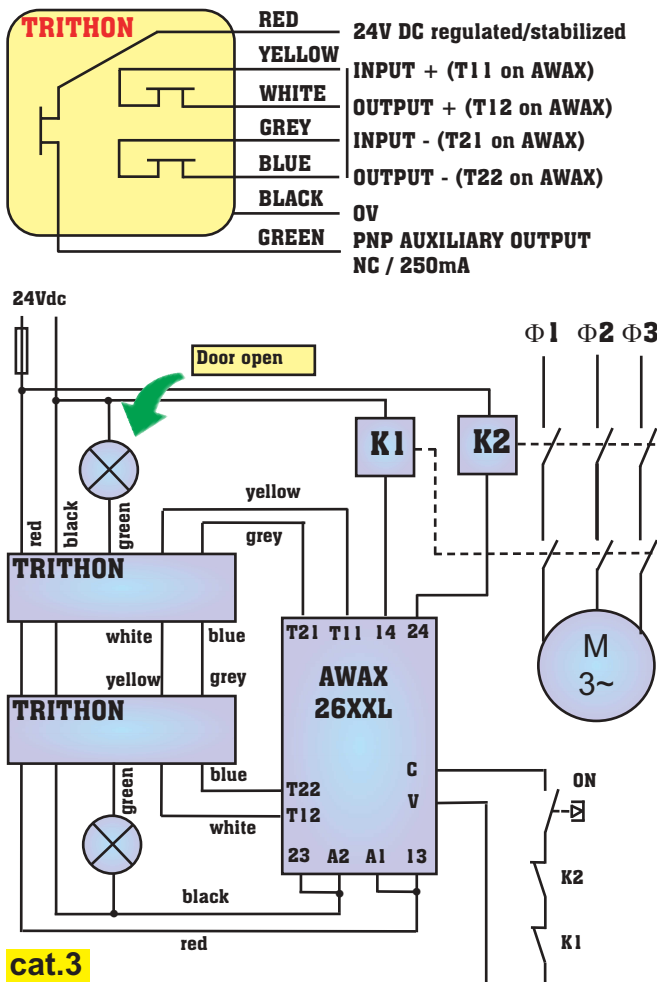 TRITHON
RED
24V DC regulated/stabilized
YELLOW
INPUT + (T11 on AWAX)
WHITE
OUTPUT + (T12 on AWAX)
GREY
INPUT - (T21 on AWAX)
BLUE
OUTPUT - (T22 on AWAX)
BLACK
0V
GREEN
PNP AUXILIARY OUTPUT
NC / 250mA
24Vdc
Φ1 Φ2 Φ3
Door open
K1
K2
yellow
grey
red
black
green
TRITHON
white
blue
T21 T11 14 24
M
3~
AWAX
26XXL
yellow
grey
TRITHON
blue
green
white
T22
T12
C
V
ON
23 A2 A1 13
K2
black
K1
red
cat.3